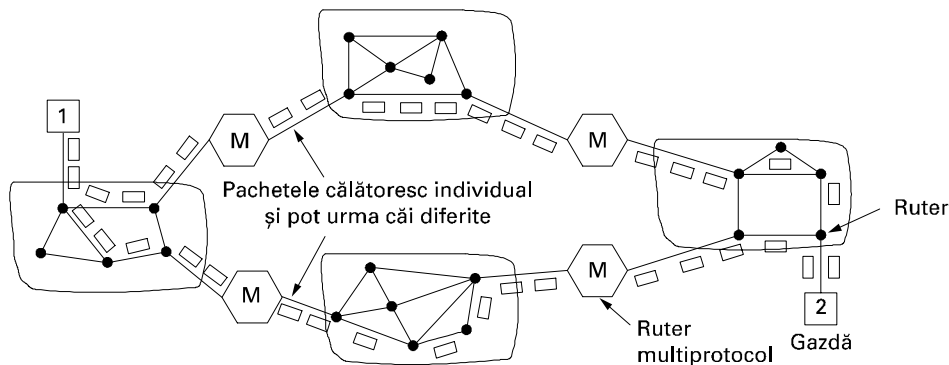 1
M
M
Pachetele călătoresc individual
și pot urma căi diferite
Ruter
M
M
2
Ruter
multiprotocol
Gazdă